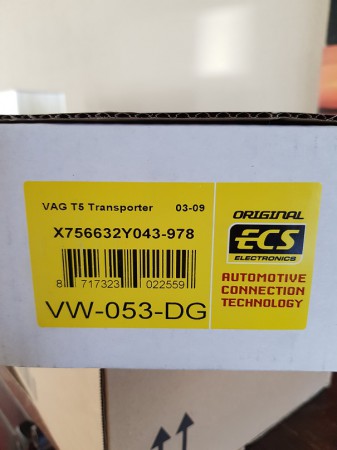 VAG T5 Transporter 03-09
X756632Y043-978
8 717323 022559
VW-053-DG
ORIGINAL
ECS
ELECTRONICS
AUTOMOTIVE
CONNECTION
TECHNOLOGY